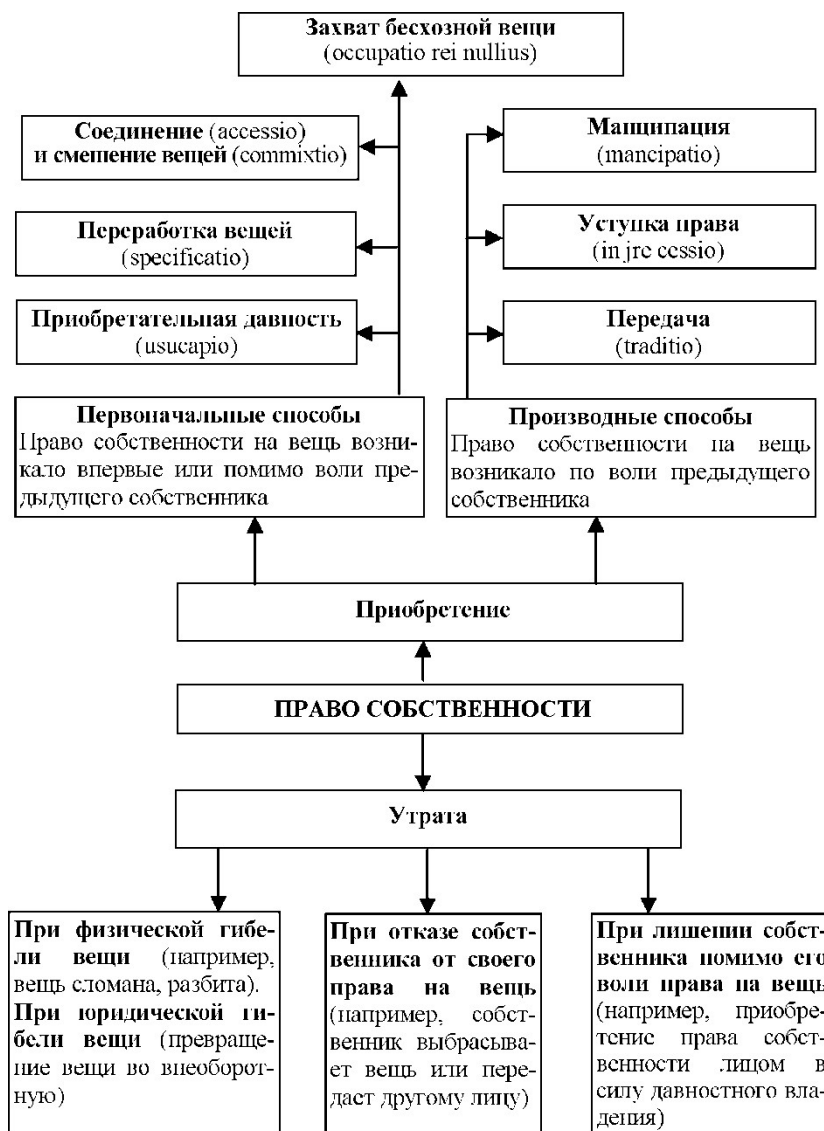 Захват бесхозной вещи
(occupatio rei nullius)
Соединение (accessio)
и смешение вещей (commixtio)
Манципация
(mancipatio)
Переработка вещей
(specificatio)
Уступка права
(in jre cessio)
Приобретательная давность
(usucapio)
Передача
(traditio)
Первоначальные способы
Право собственности на вещь возни-
кало впервые или помимо воли пре-
дыдущего собственника
Производные способы
Право собственности на вещь
возникало по воли предыдущего
собственника
Приобретение
ПРАВО СОБСТВЕННОСТИ
Утрата
При физической гибе-
ли вещи (например,
вещь сломана, разбита).
При юридической ги-
бели вещи (превраще-
ние вещи во внеоборот-
ную)
При отказе собст-
венника от своего
права на вещь
(например, собст-
венник выбрасыва-
ет вещь или пере-
даст другому лицу)
При лишении собст-
венника помимо его
воли права на вещь
(например, приобре-
тение права собст-
венности лицом в
силу давностного вла-
дения)